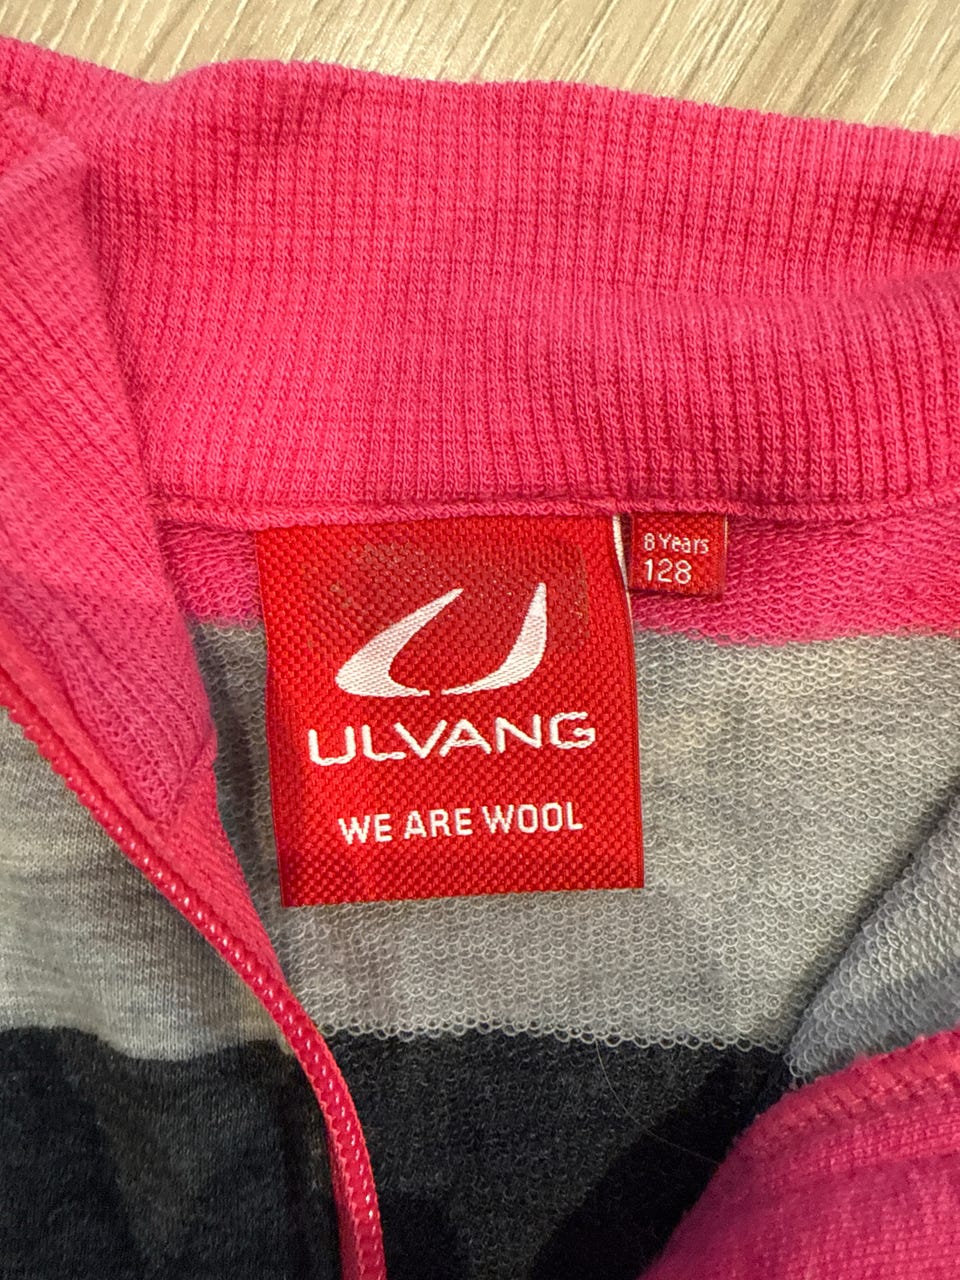 8 Years
128
ULVANG
WE ARE WOOL